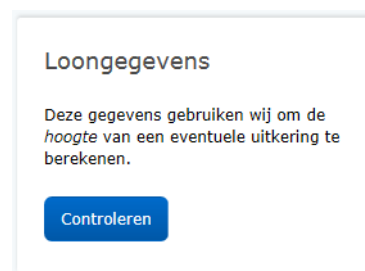 Loongegevens
Deze gegevens gebruiken wij om de
hoogte van een eventuele uitkering te
berekenen.
Controleren